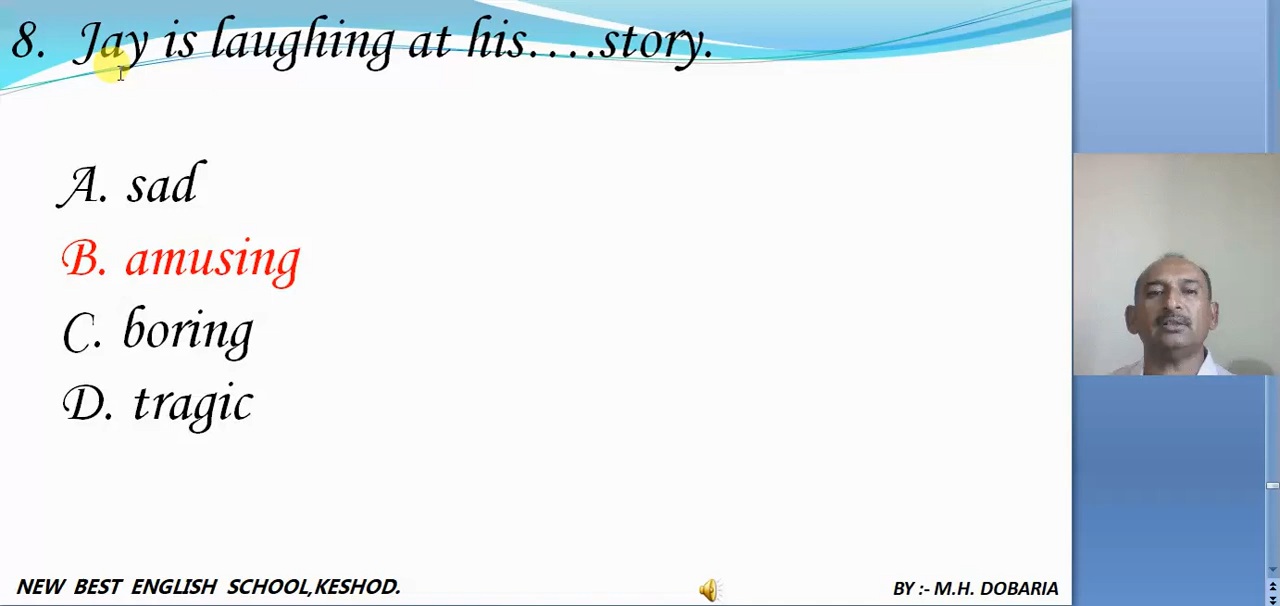 8. Jay is laughing at his....story.
A. sad
B. amusing
C. boring
D. tragic
NEW BEST ENGLISH SCHOOL,KESHOD.
BY :- M.H. DOBARIA